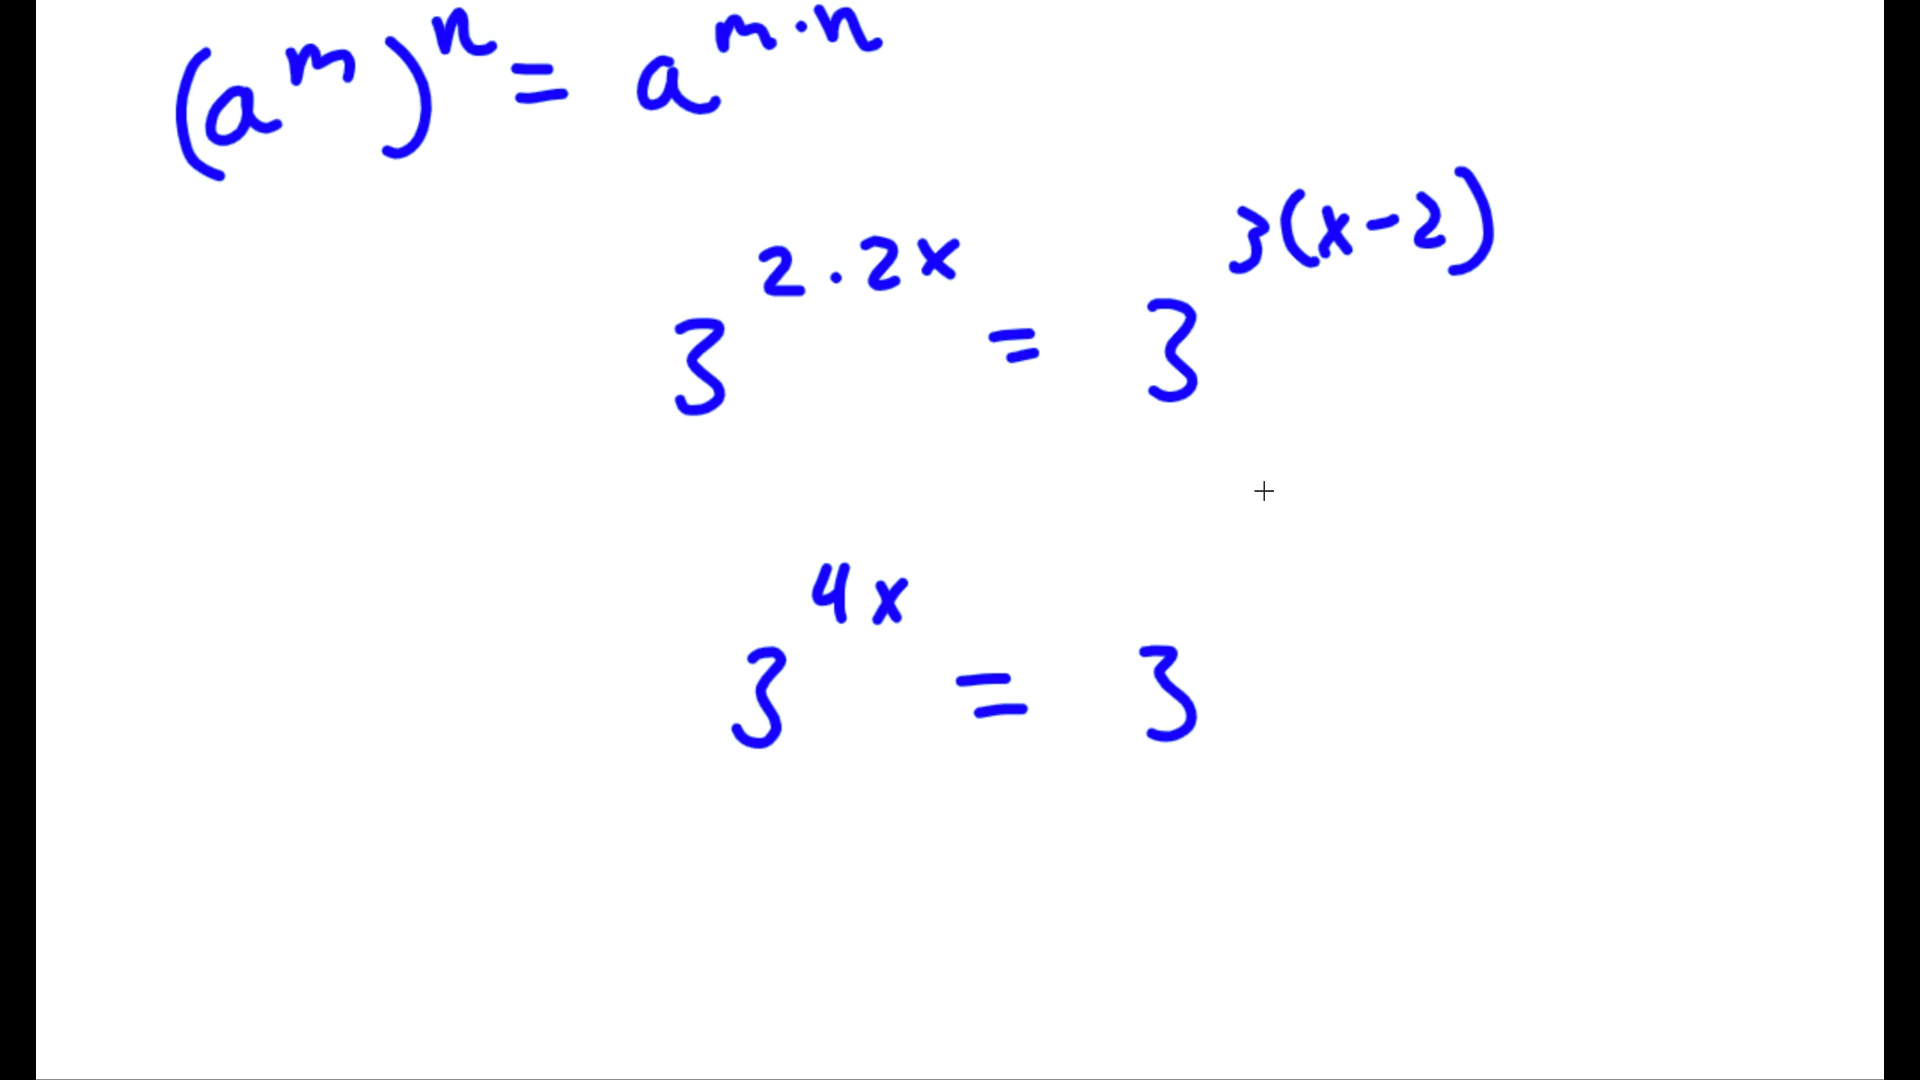 (a^m)^n = a^{m·n}
3^{2·2x} = 3^{3(x-2)}
3^{4x} = 3